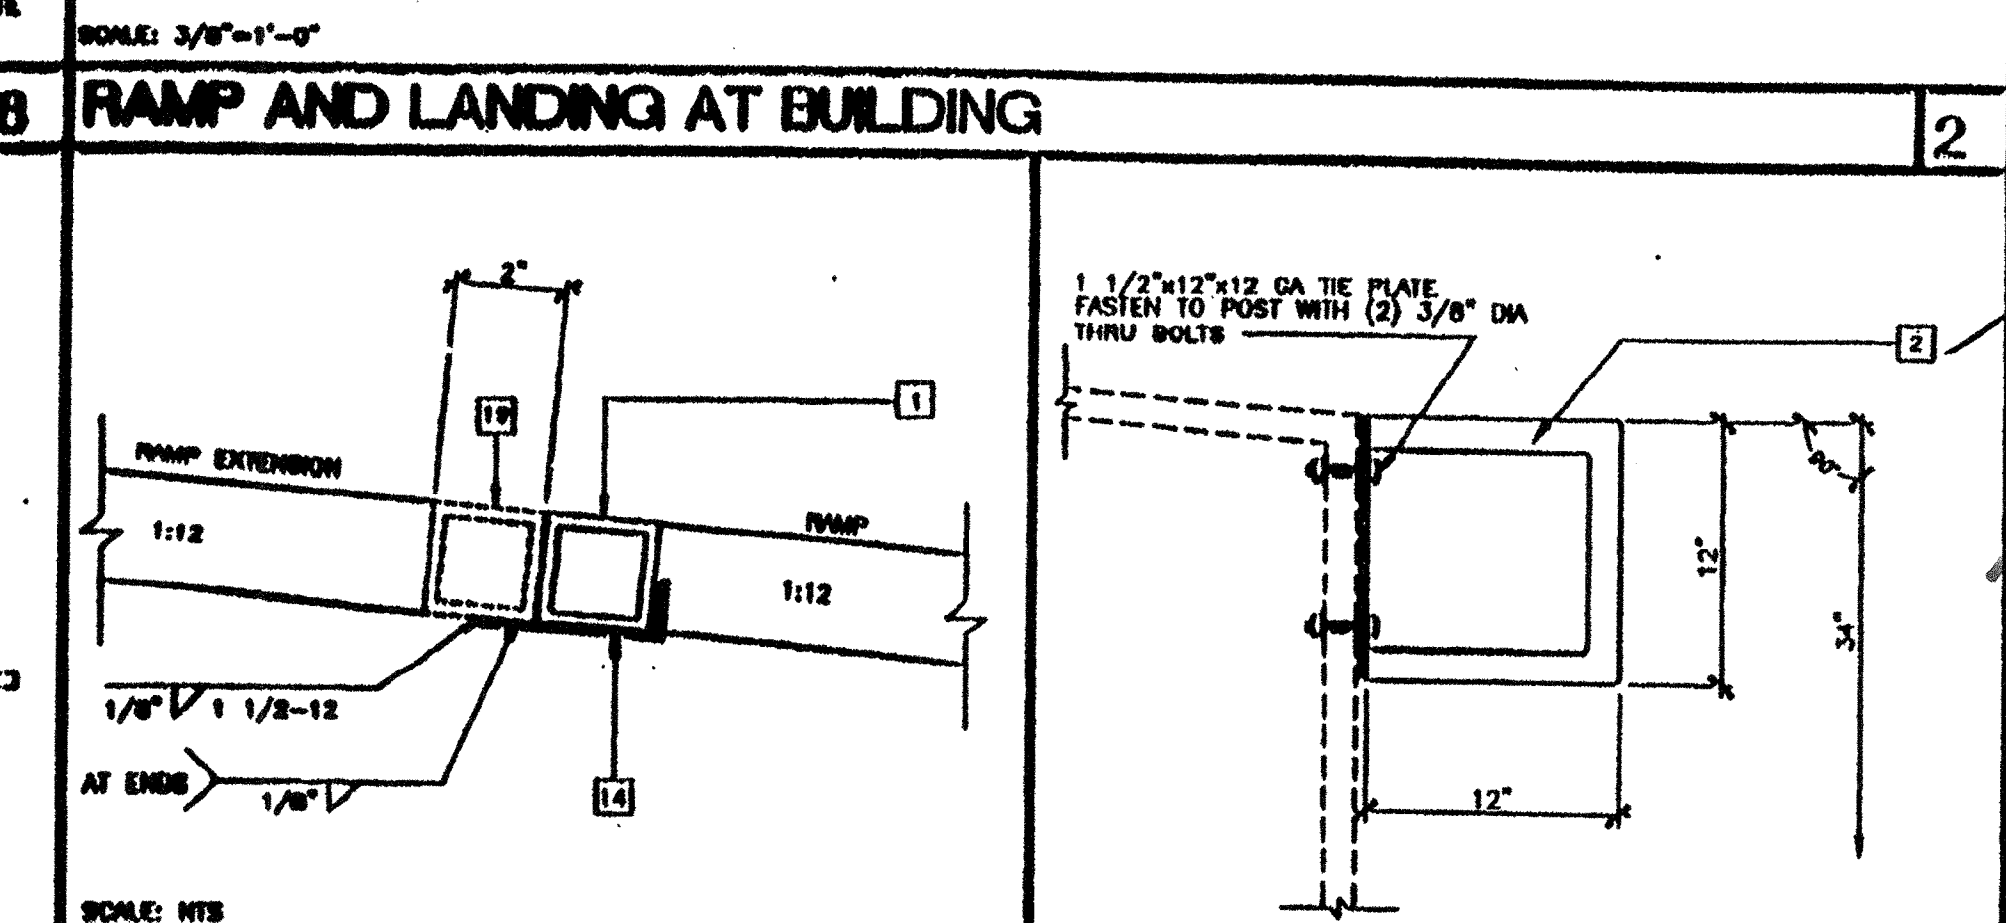 SCALE: 3/8"=1'-0"
RAMP AND LANDING AT BUILDING
2
2"
19
1
RAMP EXTENSION
1:12
RAMP
1:12
1/8" 1 1/2-12
AT ENDS
1/8"
14
SCALE: NTS
1 1/2"x12"x12 GA TIE PLATE
FASTEN TO POST WITH (2) 3/8" DIA
THRU BOLTS
2
90°
12"
34"
12"